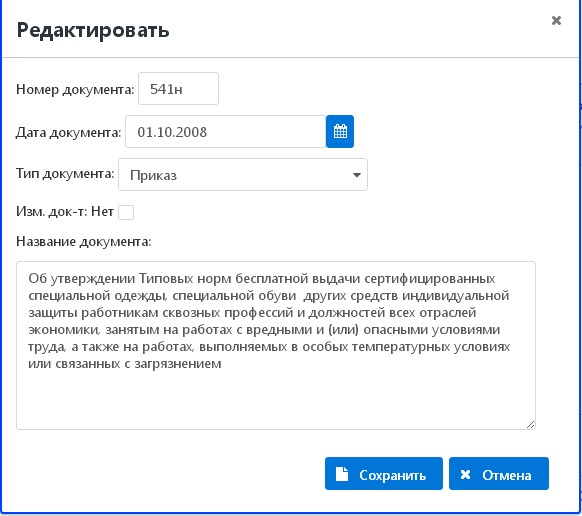 Редактировать
Номер документа: 541н
Дата документа: 01.10.2008
Тип документа: Приказ
Изм. док-т: Нет
Название документа:
Об утверждении Типовых норм бесплатной выдачи сертифицированных
специальной одежды, специальной обуви других средств индивидуальной
защиты работникам сквозных профессий и должностей всех отраслей
экономики, занятым на работах с вредными и (или) опасными условиями
труда, а также на работах, выполняемых в особых температурных условиях
или связанных с загрязнением
Сохранить Отмена